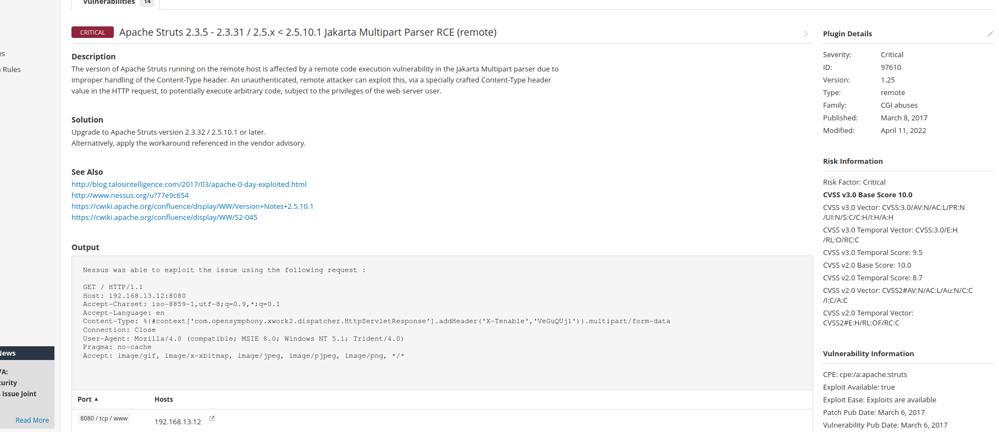 Vulnerabilities 14
CRITICAL Apache Struts 2.3.5 - 2.3.31 / 2.5.x < 2.5.10.1 Jakarta Multipart Parser RCE (remote)
Description
The version of Apache Struts running on the remote host is affected by a remote code execution vulnerability in the Jakarta Multipart parser due to
improper handling of the Content-Type header. An unauthenticated, remote attacker can exploit this, via a specially crafted Content-Type header
value in the HTTP request, to potentially execute arbitrary code, subject to the privileges of the web server user.
Solution
Upgrade to Apache Struts version 2.3.32 / 2.5.10.1 or later.
Alternatively, apply the workaround referenced in the vendor advisory.
See Also
http://blog.talosintelligence.com/2017/03/apache-0-day-exploited.html
http://www.nessus.org/u?77e9c654
https://cwiki.apache.org/confluence/display/WW/Version+Notes+2.5.10.1
https://cwiki.apache.org/confluence/display/WW/S2-045
Output
Nessus was able to exploit the issue using the following request :
GET / HTTP/1.1
Host: 192.168.13.12:8080
Accept-Charset: iso-8859-1,utf-8;q=0.9,*;q=0.1
Accept-Language: en
Content-Type: %{#context['com.opensymphony.xwork2.dispatcher.HttpServletResponse'].addHeader('X-Tenable','VeGuQUj1')}.multipart/form-data
Connection: Close
User-Agent: Mozilla/4.0 (compatible; MSIE 8.0; Windows NT 5.1; Trident/4.0)
Pragma: no-cache
Accept: image/gif, image/x-xbitmap, image/jpeg, image/pjpeg, image/png, */*
Port ▲ Hosts
8080 / tcp / www 192.168.13.12
Plugin Details
Severity: Critical
ID: 97610
Version: 1.25
Type: remote
Family: CGI abuses
Published: March 8, 2017
Modified: April 11, 2022
Risk Information
Risk Factor: Critical
CVSS v3.0 Base Score 10.0
CVSS v3.0 Vector: CVSS:3.0/AV:N/AC:L/PR:N
/UI:N/S:C/C:H/I:H/A:H
CVSS v3.0 Temporal Vector: CVSS:3.0/E:H
/RL:O/RC:C
CVSS v3.0 Temporal Score: 9.5
CVSS v2.0 Base Score: 10.0
CVSS v2.0 Temporal Score: 8.7
CVSS v2.0 Vector: CVSS2#AV:N/AC:L/Au:N/C:C
/I:C/A:C
CVSS v2.0 Temporal Vector:
CVSS2#E:H/RL:OF/RC:C
Vulnerability Information
CPE: cpe:/a:apache:struts
Exploit Available: true
Exploit Ease: Exploits are available
Patch Pub Date: March 6, 2017
Vulnerability Pub Date: March 6, 2017
es
Rules
News
7A:
curity
Issue Joint
Read More